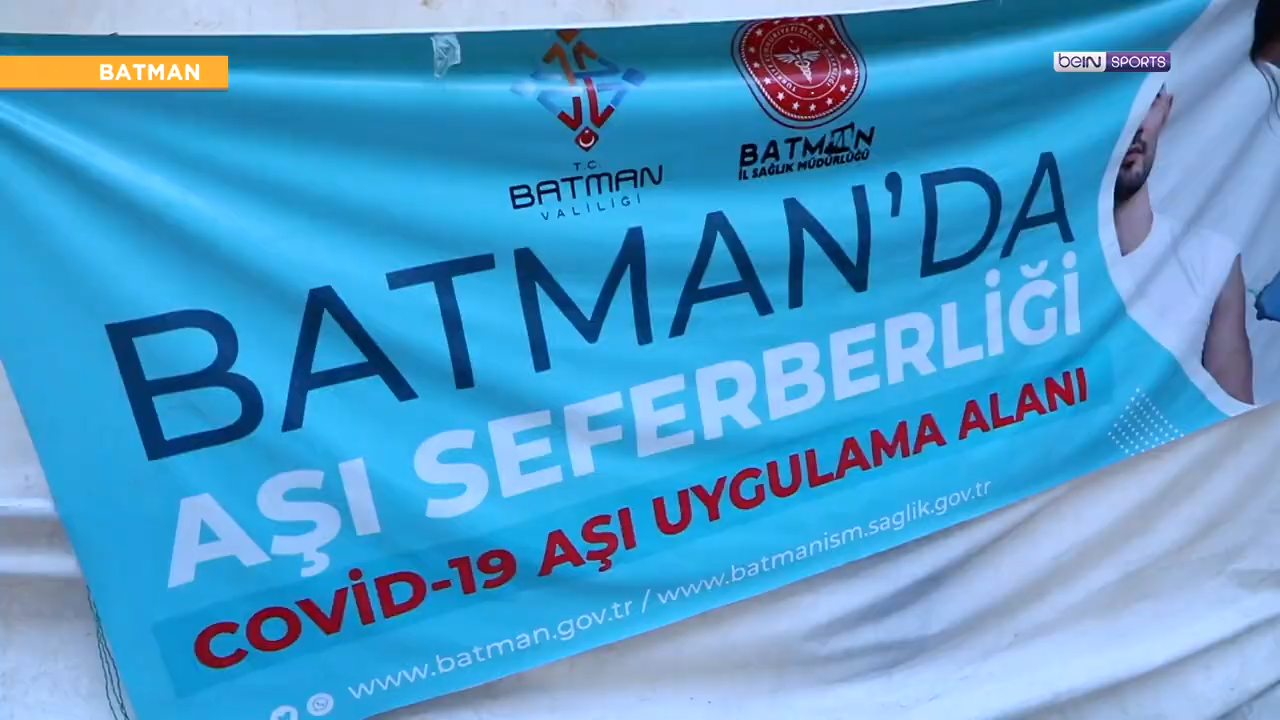 BATMAN
beIN SPORTS
T.C.
BATMAN
VALİLİĞİ
BATMAN
İL SAĞLIK MÜDÜRLÜĞÜ
BATMAN'DA
AŞI SEFERBERLİĞİ
COVİD-19 AŞI UYGULAMA ALANI
www.batman.gov.tr / www.batmanism.saglik.gov.tr